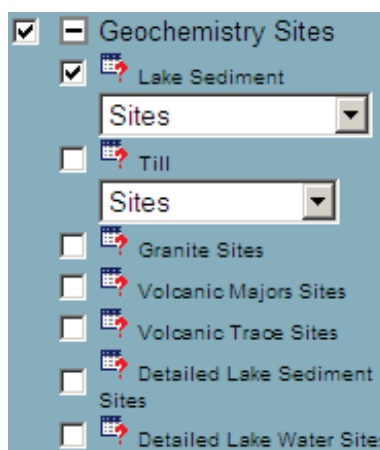 Geochemistry Sites
Lake Sediment
Sites
Till
Sites
Granite Sites
Volcanic Majors Sites
Volcanic Trace Sites
Detailed Lake Sediment
Sites
Detailed Lake Water Sites